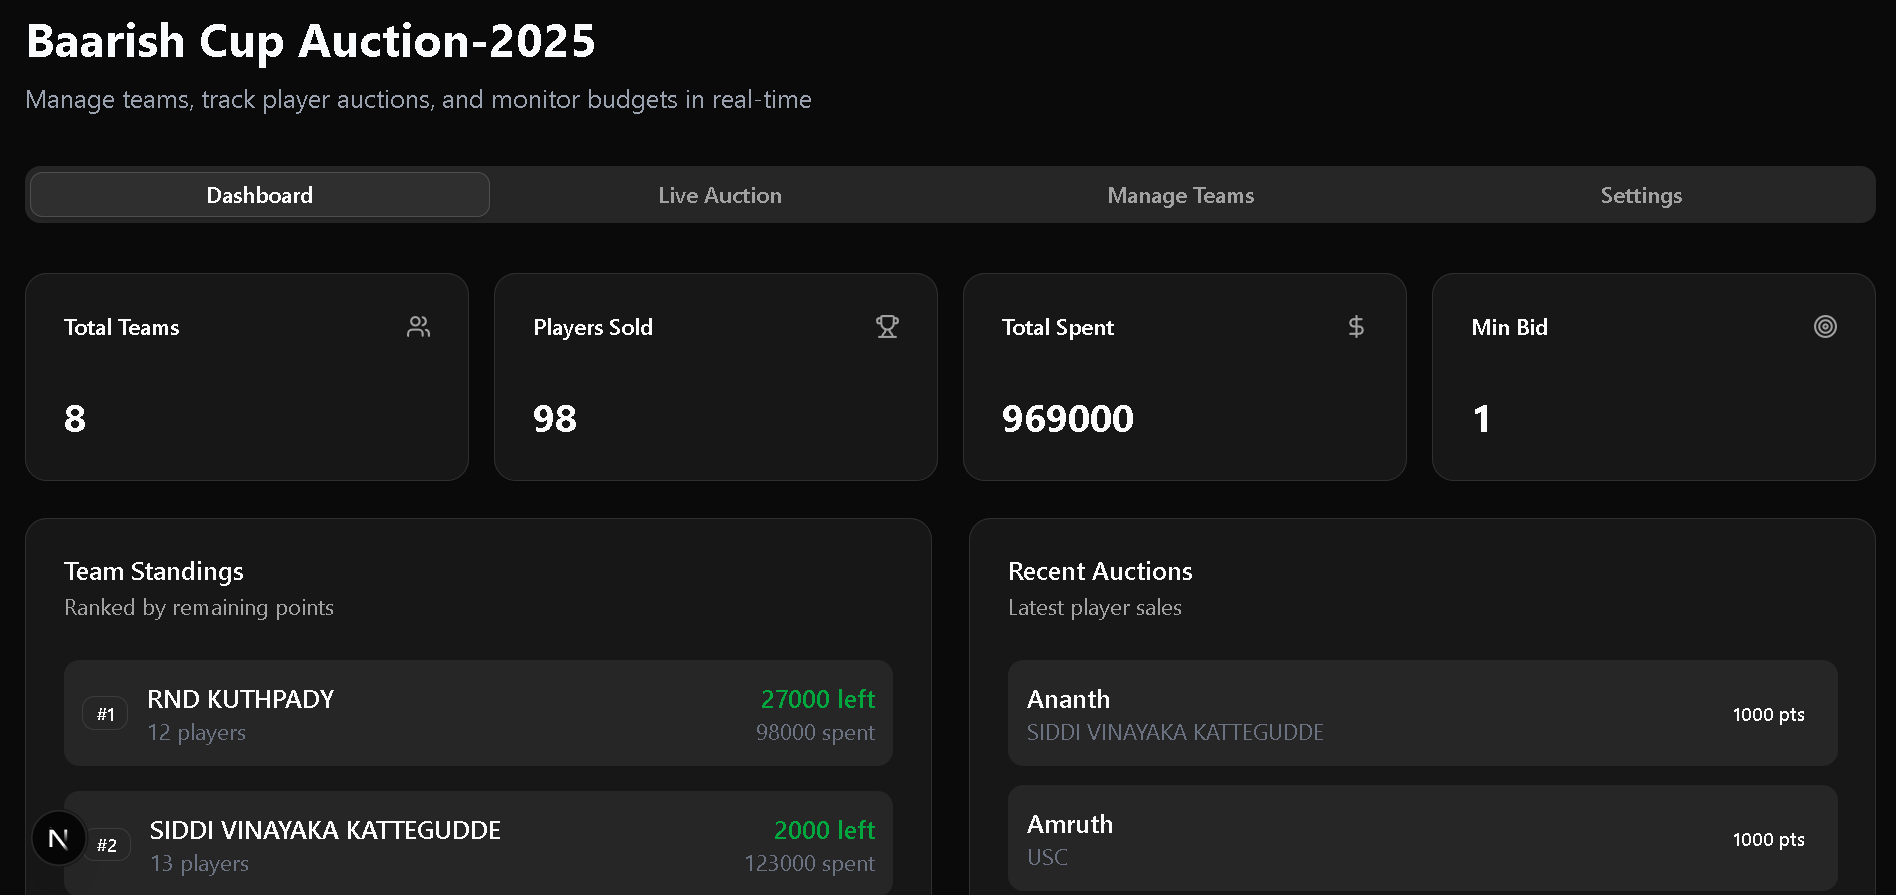 Baarish Cup Auction-2025
Manage teams, track player auctions, and monitor budgets in real-time
Dashboard
Live Auction
Manage Teams
Settings
Total Teams
8
Players Sold
98
Total Spent
$
969000
Min Bid
1
Team Standings
Ranked by remaining points
#1
RND KUTHPADY
12 players
27000 left
98000 spent
#2
SIDDI VINAYAKA KATTEGUDDE
13 players
2000 left
123000 spent
N
Recent Auctions
Latest player sales
Ananth
SIDDI VINAYAKA KATTEGUDDE
1000 pts
Amruth
USC
1000 pts